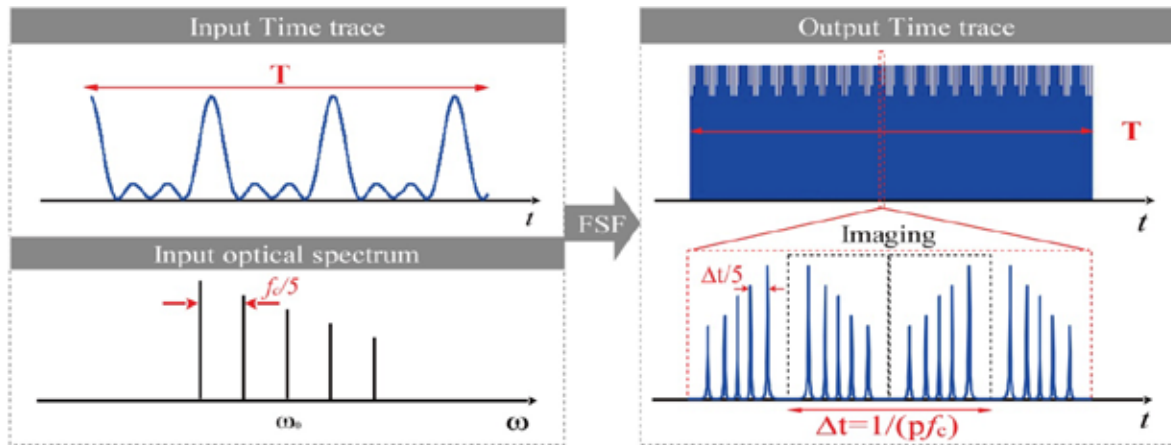 Input Time trace
T
t
Input optical spectrum
fc/5
ω₀
ω
FSF
Output Time trace
T
t
Imaging
Δt/5
t
Δt=1/(pfc)